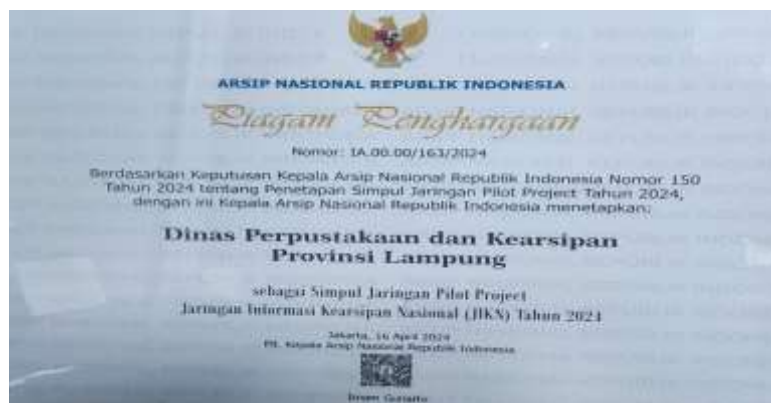 ARSIP NASIONAL REPUBLIK INDONESIA
Piagam Penghargaan
Nomor: IA.00.00/163/2024
Berdasarkan Keputusan Kepala Arsip Nasional Republik Indonesia Nomor 150
Tahun 2024 tentang Penetapan Simpul Jaringan Pilot Project Tahun 2024,
dengan ini Kepala Arsip Nasional Republik Indonesia menetapkan:
Dinas Perpustakaan dan Kearsipan
Provinsi Lampung
sebagai Simpul Jaringan Pilot Project
Jaringan Informasi Kearsipan Nasional (JIKN) Tahun 2024
Jakarta, 16 April 2024
Plt. Kepala Arsip Nasional Republik Indonesia